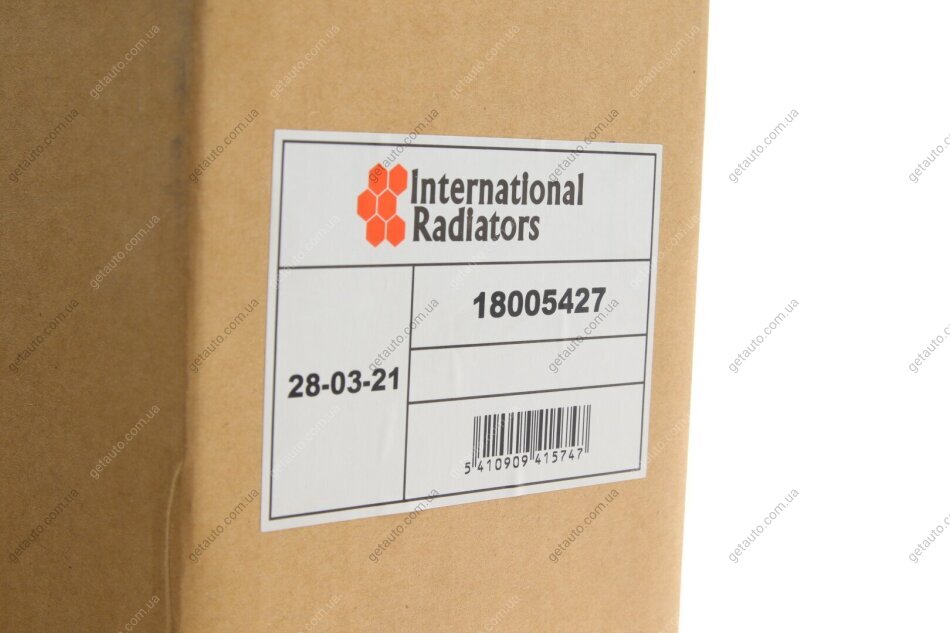 International
Radiators
18005427
28-03-21
5 410909 415747
getauto.com.ua